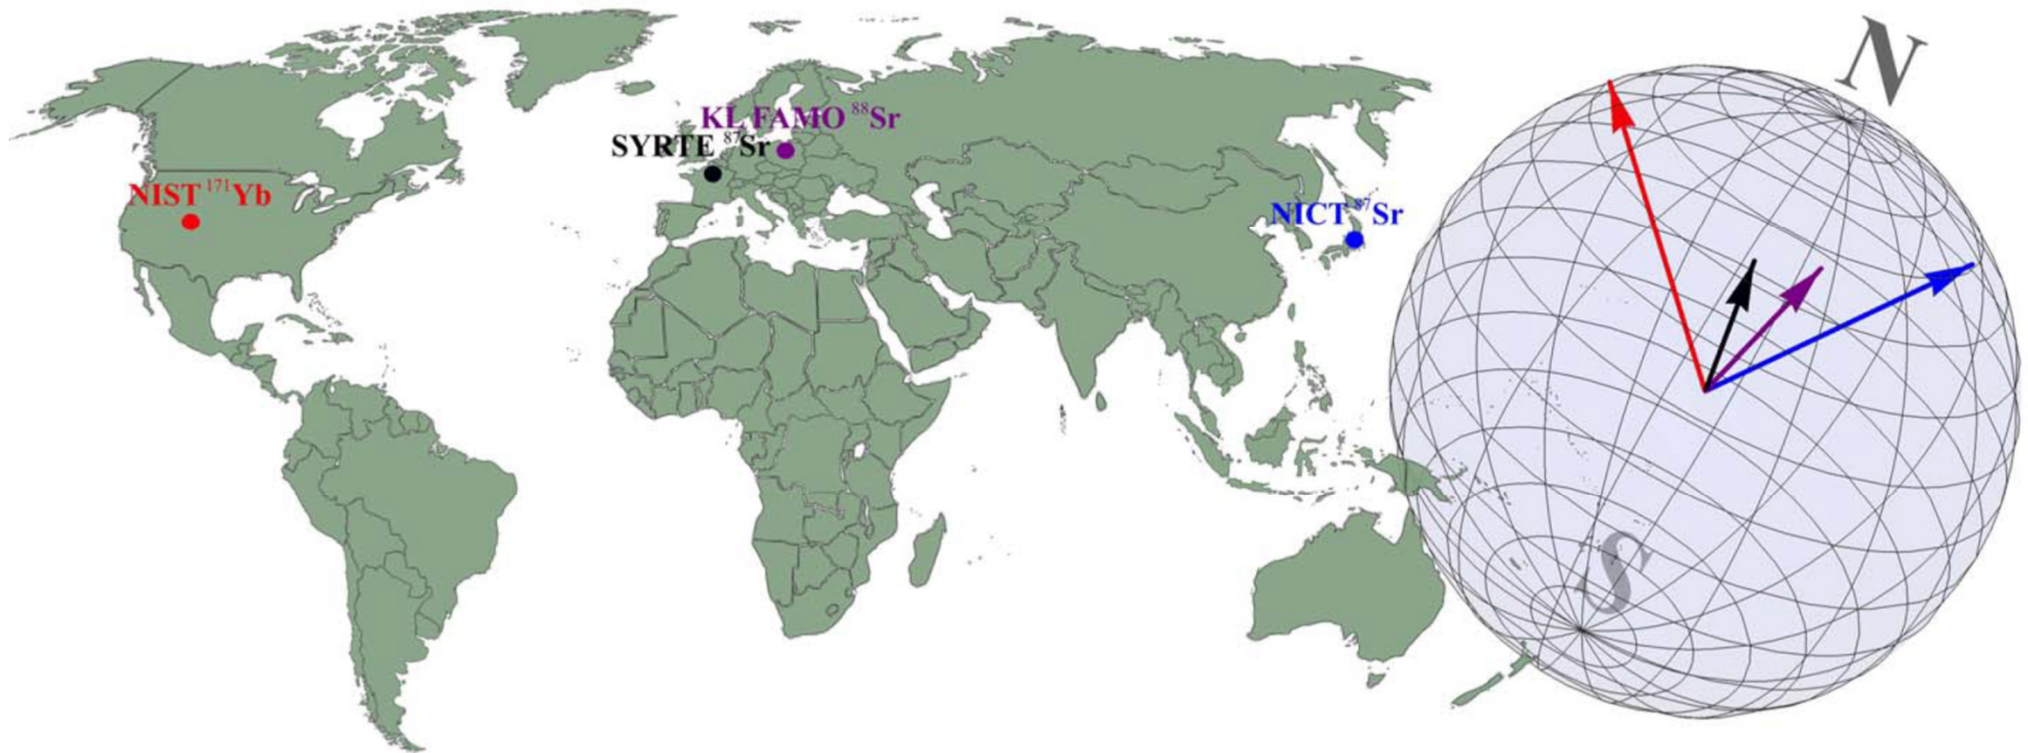 N
KL FAMO ⁸⁸Sr
SYRTE ⁸⁷Sr
NIST ¹⁷¹Yb
NICT ⁸⁷Sr
S